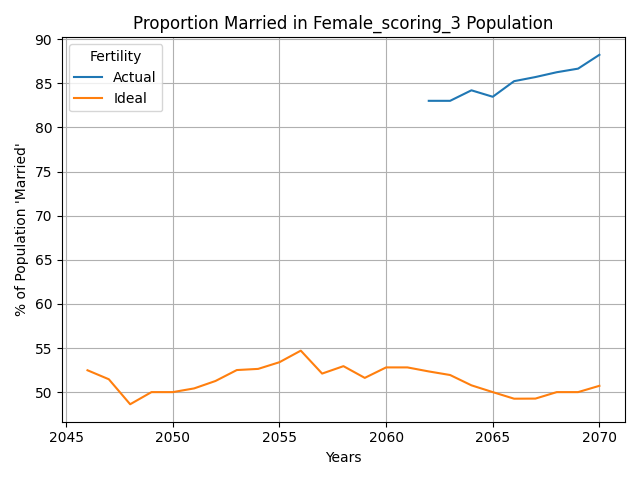 Proportion Married in Female_scoring_3 Population
% of Population 'Married'
90
85
80
75
70
65
60
55
50
Fertility
Actual
Ideal
2045 2050 2055 2060 2065 2070
Years